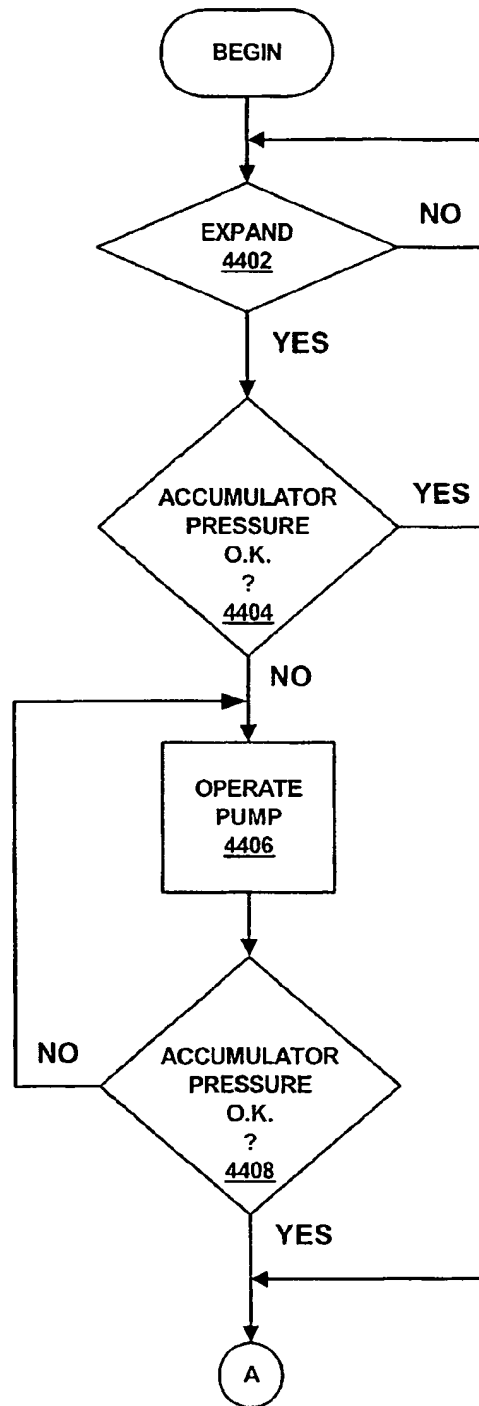 BEGIN
EXPAND
4402
NO
YES
ACCUMULATOR
PRESSURE
O.K.
?
4404
YES
NO
OPERATE
PUMP
4406
ACCUMULATOR
PRESSURE
O.K.
?
4408
NO
YES
A